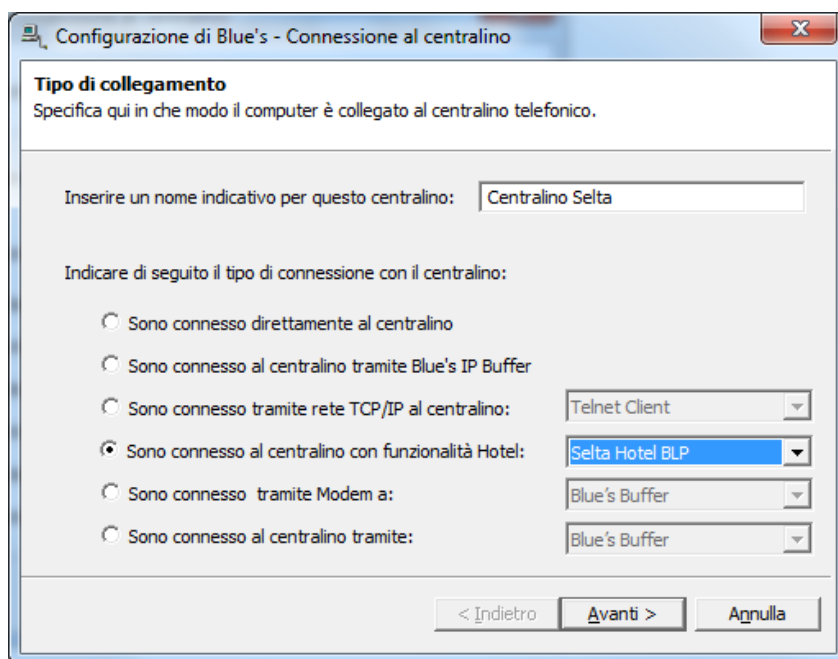 Configurazione di Blue's - Connessione al centralino
Tipo di collegamento
Specifica qui in che modo il computer è collegato al centralino telefonico.
Inserire un nome indicativo per questo centralino: Centralino Selta
Indicare di seguito il tipo di connessione con il centralino:
Sono connesso direttamente al centralino
Sono connesso al centralino tramite Blue's IP Buffer
Sono connesso tramite rete TCP/IP al centralino: Telnet Client
Sono connesso al centralino con funzionalità Hotel: Selta Hotel BLP
Sono connesso tramite Modem a: Blue's Buffer
Sono connesso al centralino tramite: Blue's Buffer
< Indietro Avanti > Annulla